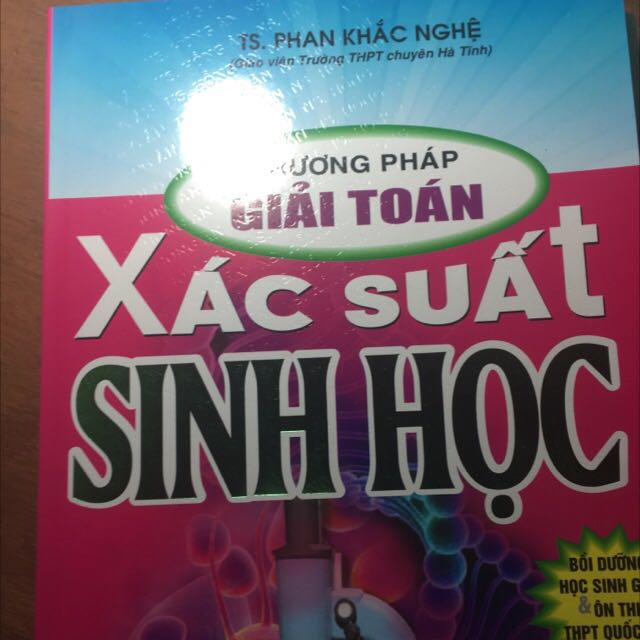 TS. PHAN KHẮC NGHỆ
(Giáo viên Trường THPT chuyên Hà Tĩnh)
ƯƠNG PHÁP
GIẢI TOÁN
XÁC SUẤT
SINH HỌC
BỒI DƯỠNG
HỌC SINH G
& ÔN THI
THPT QUỐC